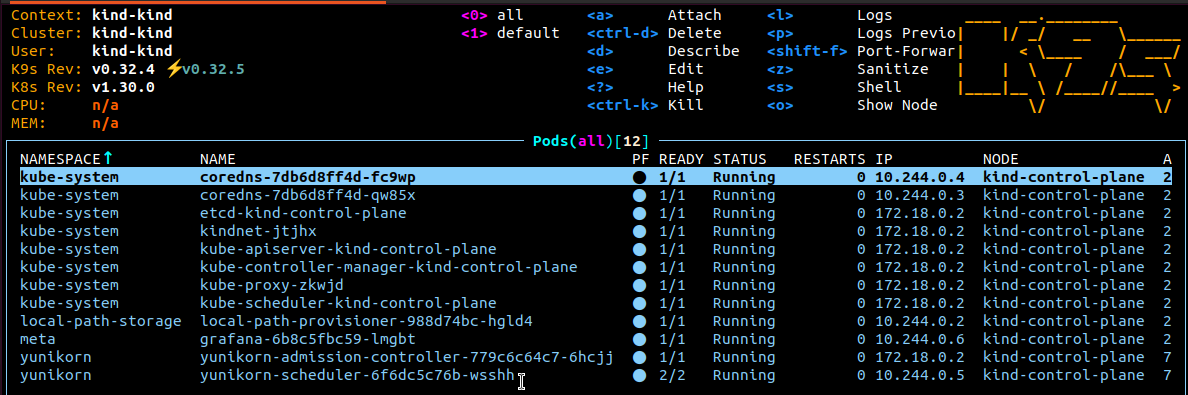 Context: kind-kind <0> all <a> Attach <l> Logs
Cluster: kind-kind <1> default <ctrl-d> Delete <p> Logs Previo
User: kind-kind <d> Describe <shift-f> Port-Forwar
K9s Rev: v0.32.4 ⚡v0.32.5 <e> Edit <z> Sanitize
K8s Rev: v1.30.0 <?> Help <s> Shell
CPU: n/a <ctrl-k> Kill <o> Show Node
MEM: n/a
Pods(all)[12]
NAMESPACE↑ NAME PF READY STATUS RESTARTS IP NODE A
kube-system coredns-7db6d8ff4d-fc9wp ● 1/1 Running 0 10.244.0.4 kind-control-plane 2
kube-system coredns-7db6d8ff4d-qw85x ● 1/1 Running 0 10.244.0.3 kind-control-plane 2
kube-system etcd-kind-control-plane ● 1/1 Running 0 172.18.0.2 kind-control-plane 2
kube-system kindnet-jtjhx ● 1/1 Running 0 172.18.0.2 kind-control-plane 2
kube-system kube-apiserver-kind-control-plane ● 1/1 Running 0 172.18.0.2 kind-control-plane 2
kube-system kube-controller-manager-kind-control-plane ● 1/1 Running 0 172.18.0.2 kind-control-plane 2
kube-system kube-proxy-zkwjd ● 1/1 Running 0 172.18.0.2 kind-control-plane 2
kube-system kube-scheduler-kind-control-plane ● 1/1 Running 0 172.18.0.2 kind-control-plane 2
local-path-storage local-path-provisioner-988d74bc-hgld4 ● 1/1 Running 0 10.244.0.2 kind-control-plane 2
meta grafana-6b8c5fbc59-lmgbt ● 1/1 Running 0 10.244.0.6 kind-control-plane 2
yunikorn yunikorn-admission-controller-779c6c64c7-6hcjj ● 1/1 Running 0 172.18.0.2 kind-control-plane 7
yunikorn yunikorn-scheduler-6f6dc5c76b-wsshh ● 2/2 Running 0 10.244.0.5 kind-control-plane 7